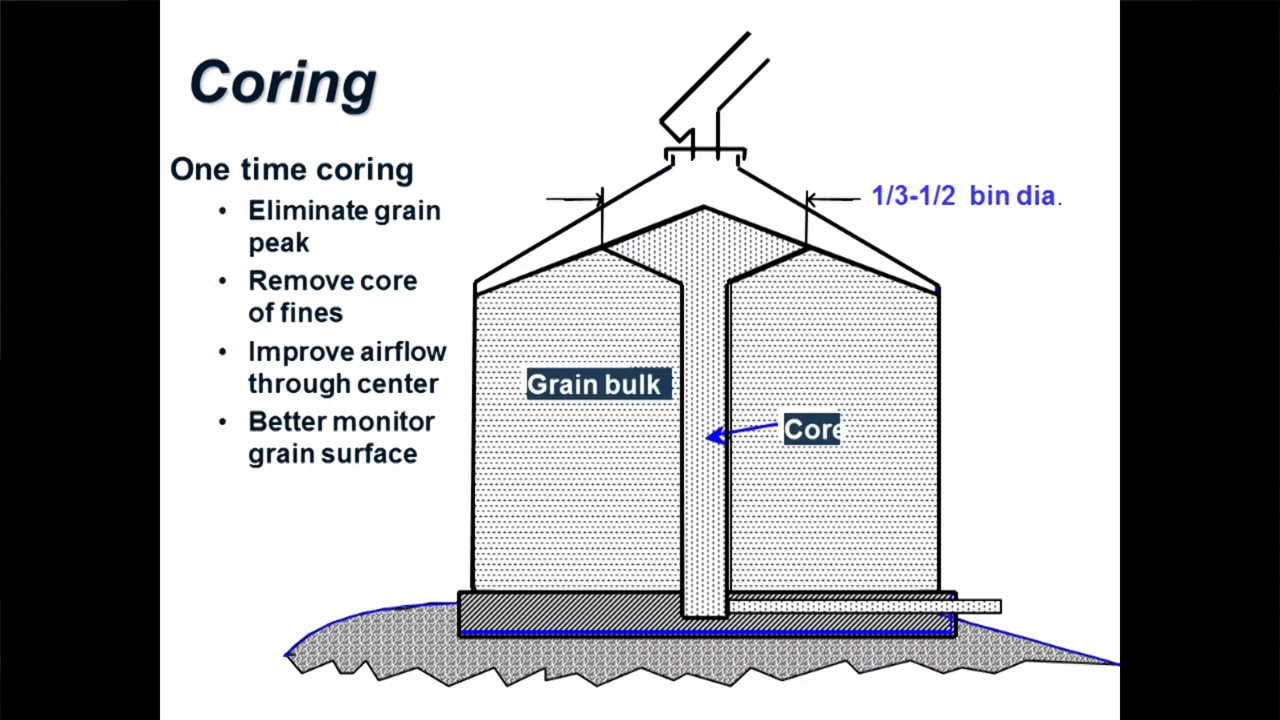 Coring
One time coring
• Eliminate grain
peak
• Remove core
of fines
• Improve airflow
through center
• Better monitor
grain surface
1/3-1/2 bin dia.
Grain bulk
Core